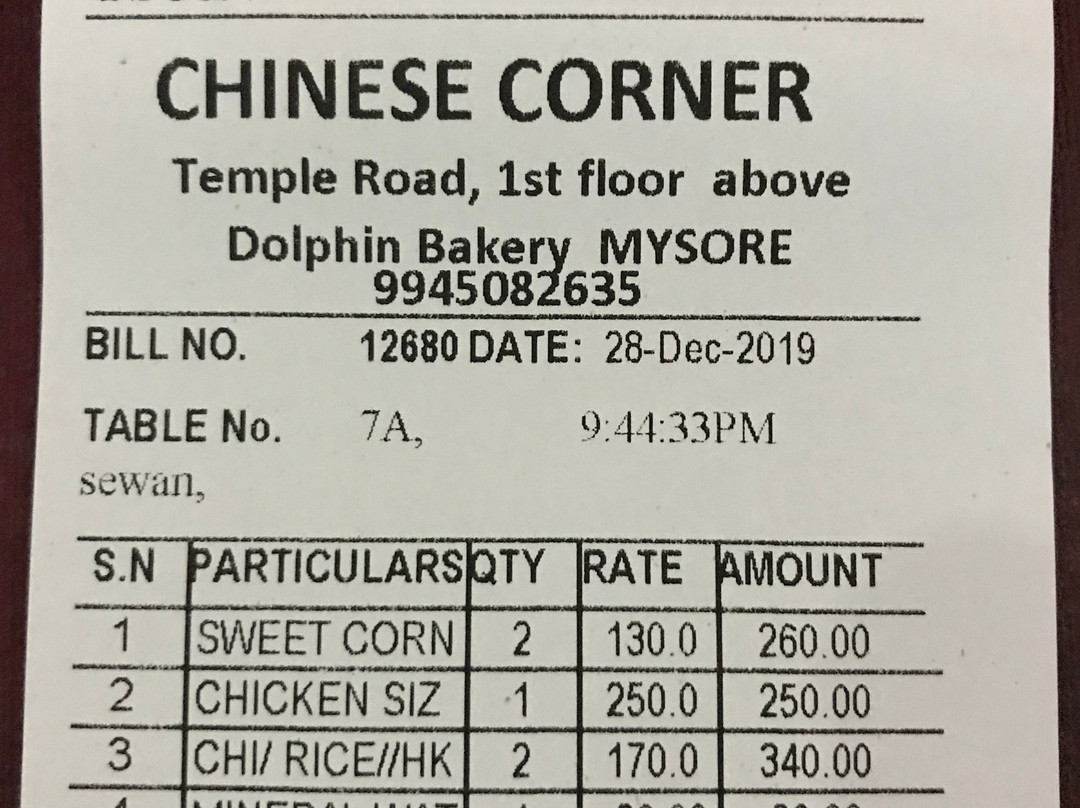 CHINESE CORNER
Temple Road, 1st floor above
Dolphin Bakery MYSORE
9945082635
BILL NO. 12680 DATE: 28-Dec-2019
TABLE No. 7A, 9:44:33PM
sewan,
S.N PARTICULARS QTY RATE AMOUNT
1 SWEET CORN 2 130.0 260.00
2 CHICKEN SIZ 1 250.0 250.00
3 CHI/ RICE//HK 2 170.0 340.00
MINERAL WAT